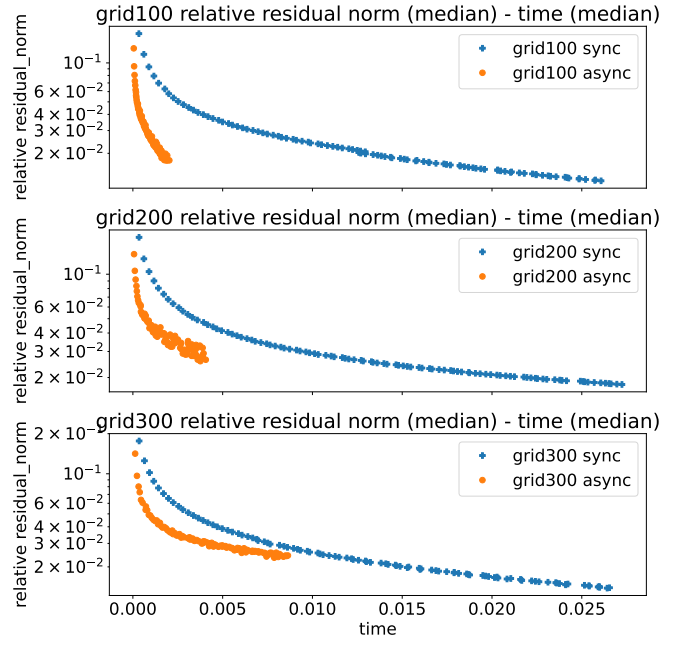 grid100 relative residual norm (median) - time (median)
relative residual_norm
10⁻¹
6 × 10⁻²
4 × 10⁻²
3 × 10⁻²
2 × 10⁻²
grid100 sync
grid100 async
grid200 relative residual norm (median) - time (median)
relative residual_norm
10⁻¹
6 × 10⁻²
4 × 10⁻²
3 × 10⁻²
2 × 10⁻²
grid200 sync
grid200 async
grid300 relative residual norm (median) - time (median)
relative residual_norm
2 × 10⁻¹
10⁻¹
6 × 10⁻²
4 × 10⁻²
3 × 10⁻²
2 × 10⁻²
grid300 sync
grid300 async
0.000 0.005 0.010 0.015 0.020 0.025
time